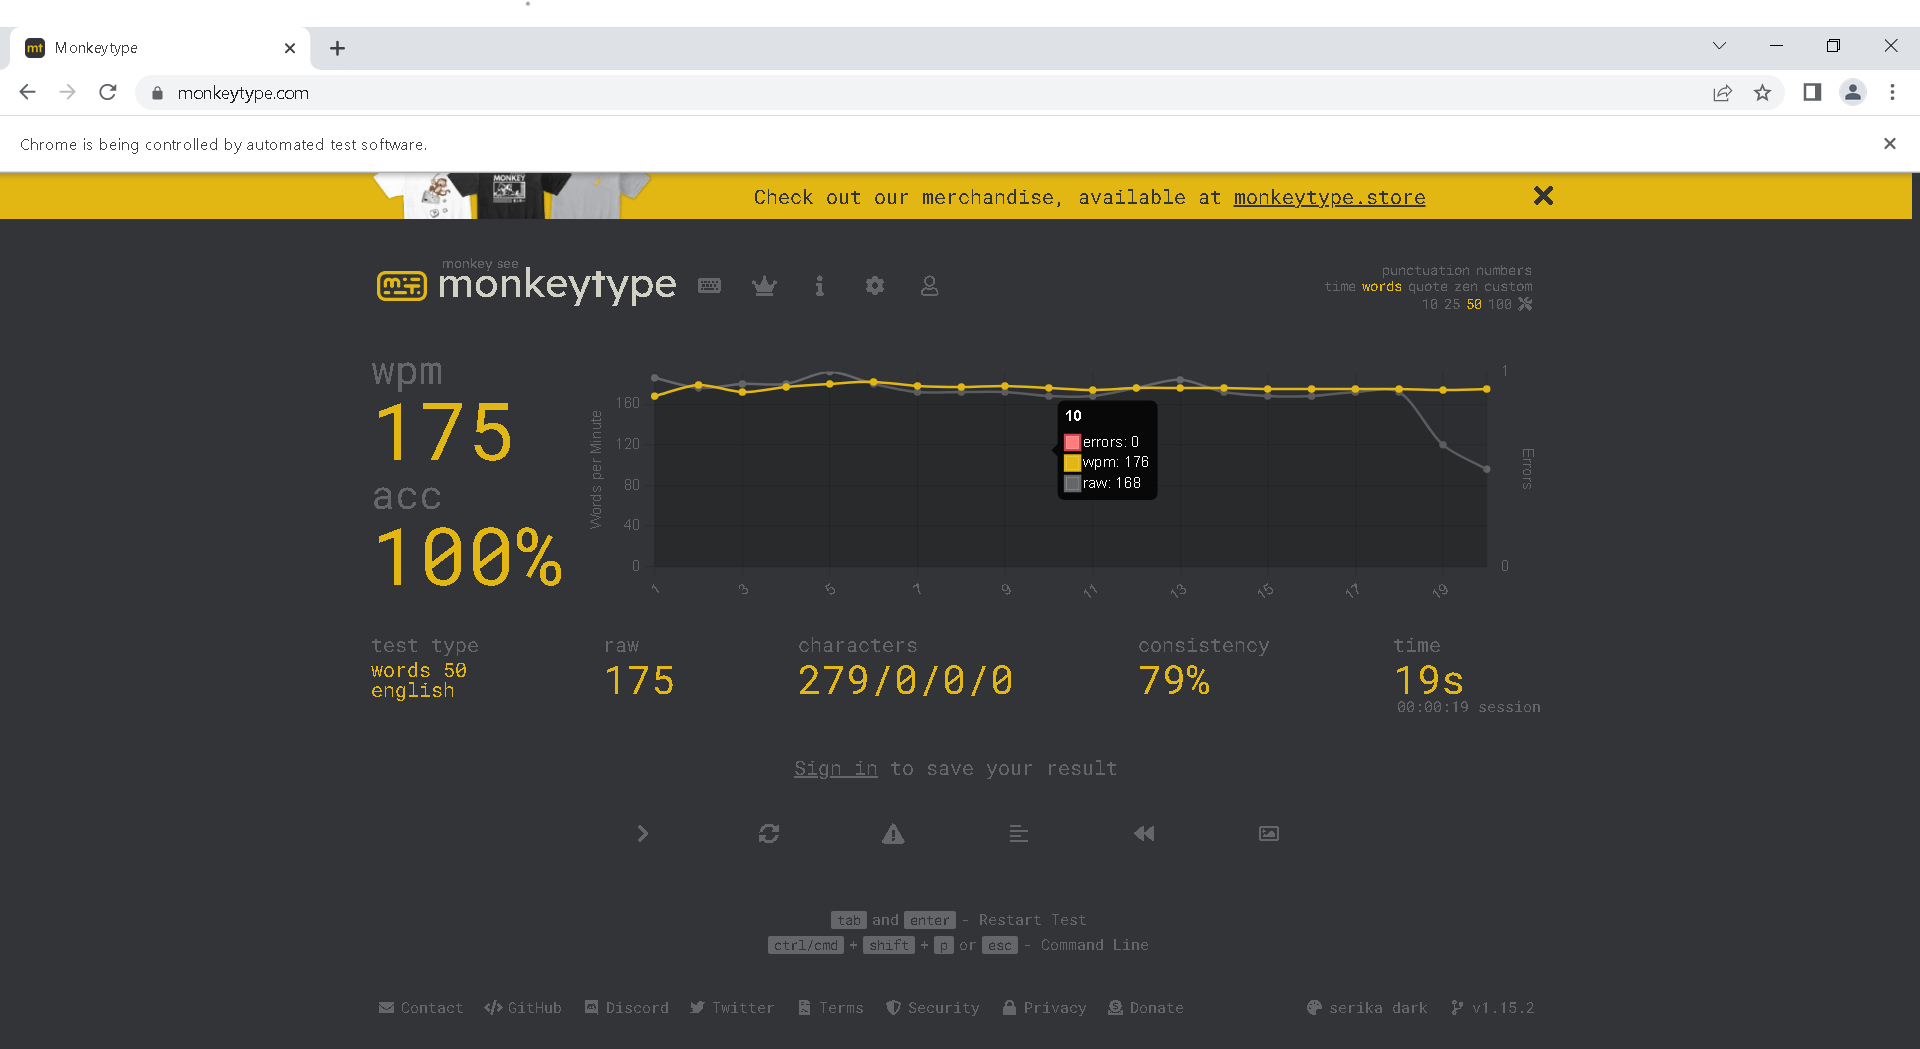 Monkeytype
monkeytype.com
Chrome is being controlled by automated test software.
MONKEY
Check out our merchandise, available at monkeytype.store
monkey see
monkeytype
punctuation numbers
time words quote zen custom
10 25 50 100
wpm
175
acc
100%
Words per Minute
160
120
80
40
0
1
0
Errors
10
errors: 0
wpm: 176
raw: 168
1 3 5 7 9 11 13 15 17 19
test type
words 50
english
raw
175
characters
279/0/0/0
consistency
79%
time
19s
00:00:19 session
Sign in to save your result
tab and enter - Restart Test
ctrl/cmd + shift + p or esc - Command Line
Contact GitHub Discord Twitter Terms Security Privacy Donate serika dark v1.15.2